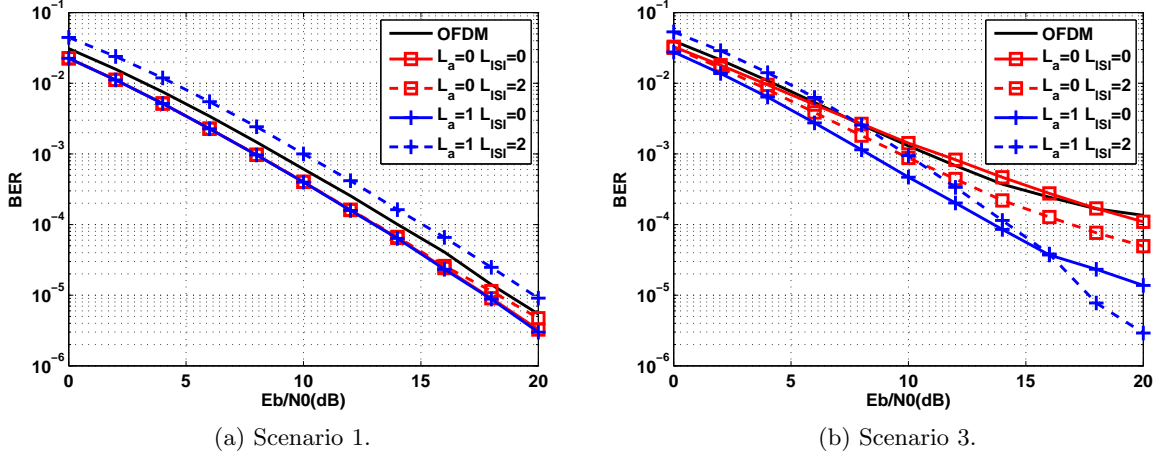 10^−1
10^−2
10^−3
10^−4
10^−5
10^−6
BER
0
5
10
15
20
Eb/N0(dB)
OFDM
L_a=0 L_ISI=0
L_a=0 L_ISI=2
L_a=1 L_ISI=0
L_a=1 L_ISI=2
(a) Scenario 1.
10^−1
10^−2
10^−3
10^−4
10^−5
10^−6
BER
0
5
10
15
20
Eb/N0(dB)
OFDM
L_a=0 L_ISI=0
L_a=0 L_ISI=2
L_a=1 L_ISI=0
L_a=1 L_ISI=2
(b) Scenario 3.